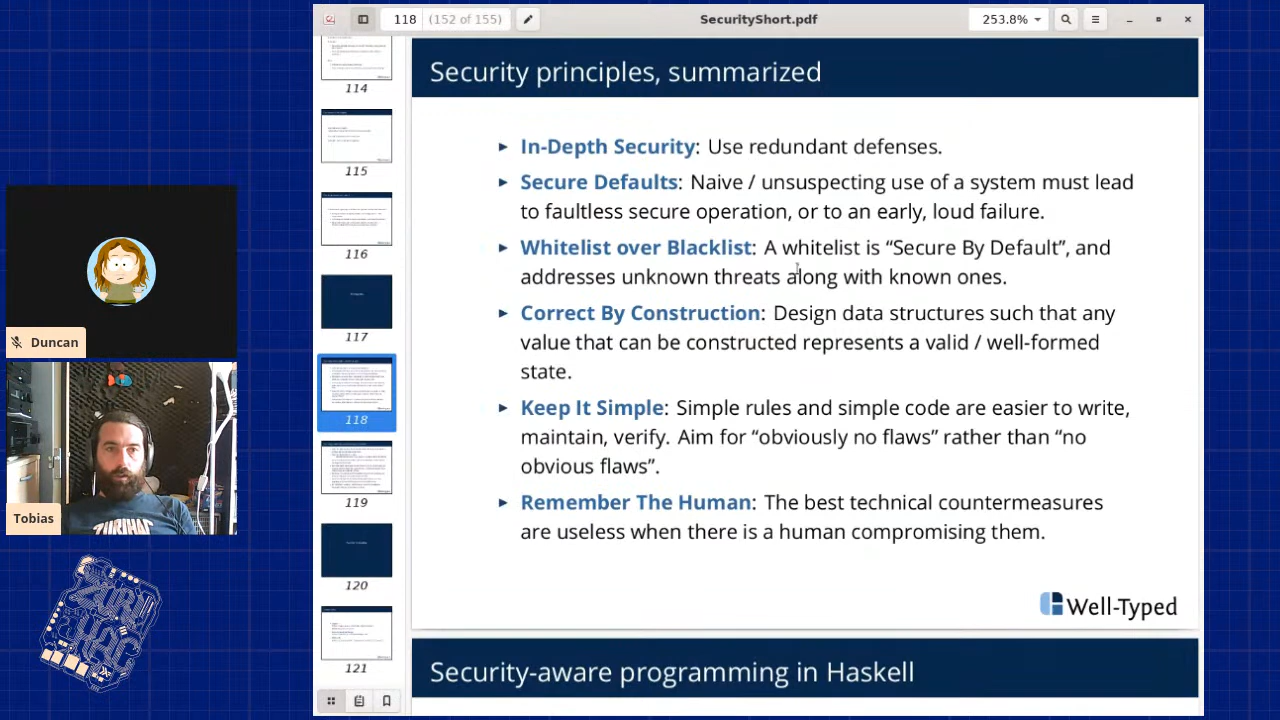 118 (152 of 155)
SecurityShort.pdf
253.8%
114
115
116
117
118
119
120
121
Security principles, summarized
In-Depth Security: Use redundant defenses.
Secure Defaults: Naive / unsuspecting use of a system must lead
to faultless secure operation or to an early, loud failure.
Whitelist over Blacklist: A whitelist is “Secure By Default”, and
addresses unknown threats along with known ones.
Correct By Construction: Design data structures such that any
value that can be constructed represents a valid / well-formed
state.
Keep It Simple: Simple rules and simple code are easier to write,
maintain, verify. Aim for “obviously no flaws” rather than “no
obvious flaws”.
Remember The Human: The best technical countermeasures
are useless when there is a human compromising them.
Well-Typed
Security-aware programming in Haskell
Duncan
Tobias